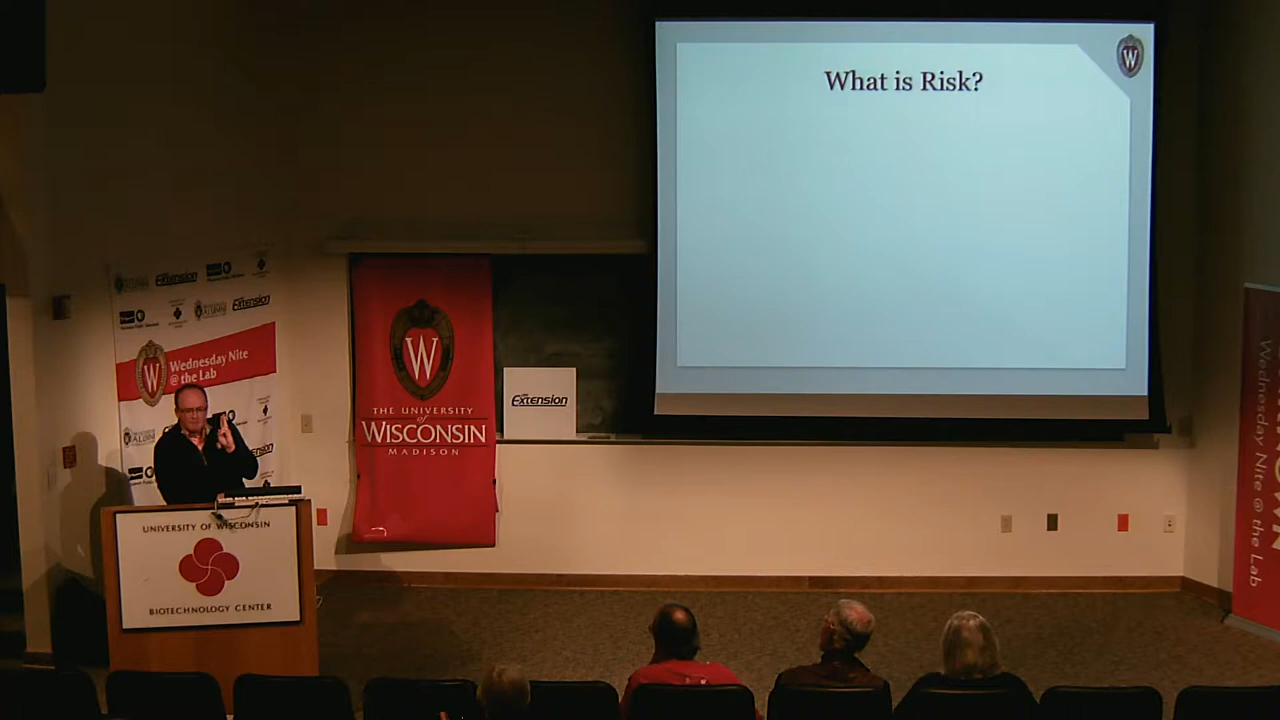 What is Risk?
W
Extension
Extension
Wednesday Nite
@ the Lab
W
W
THE UNIVERSITY
of
WISCONSIN
MADISON
Extension
UNIVERSITY OF WISCONSIN
BIOTECHNOLOGY CENTER
Wednesday Nite @ the Lab